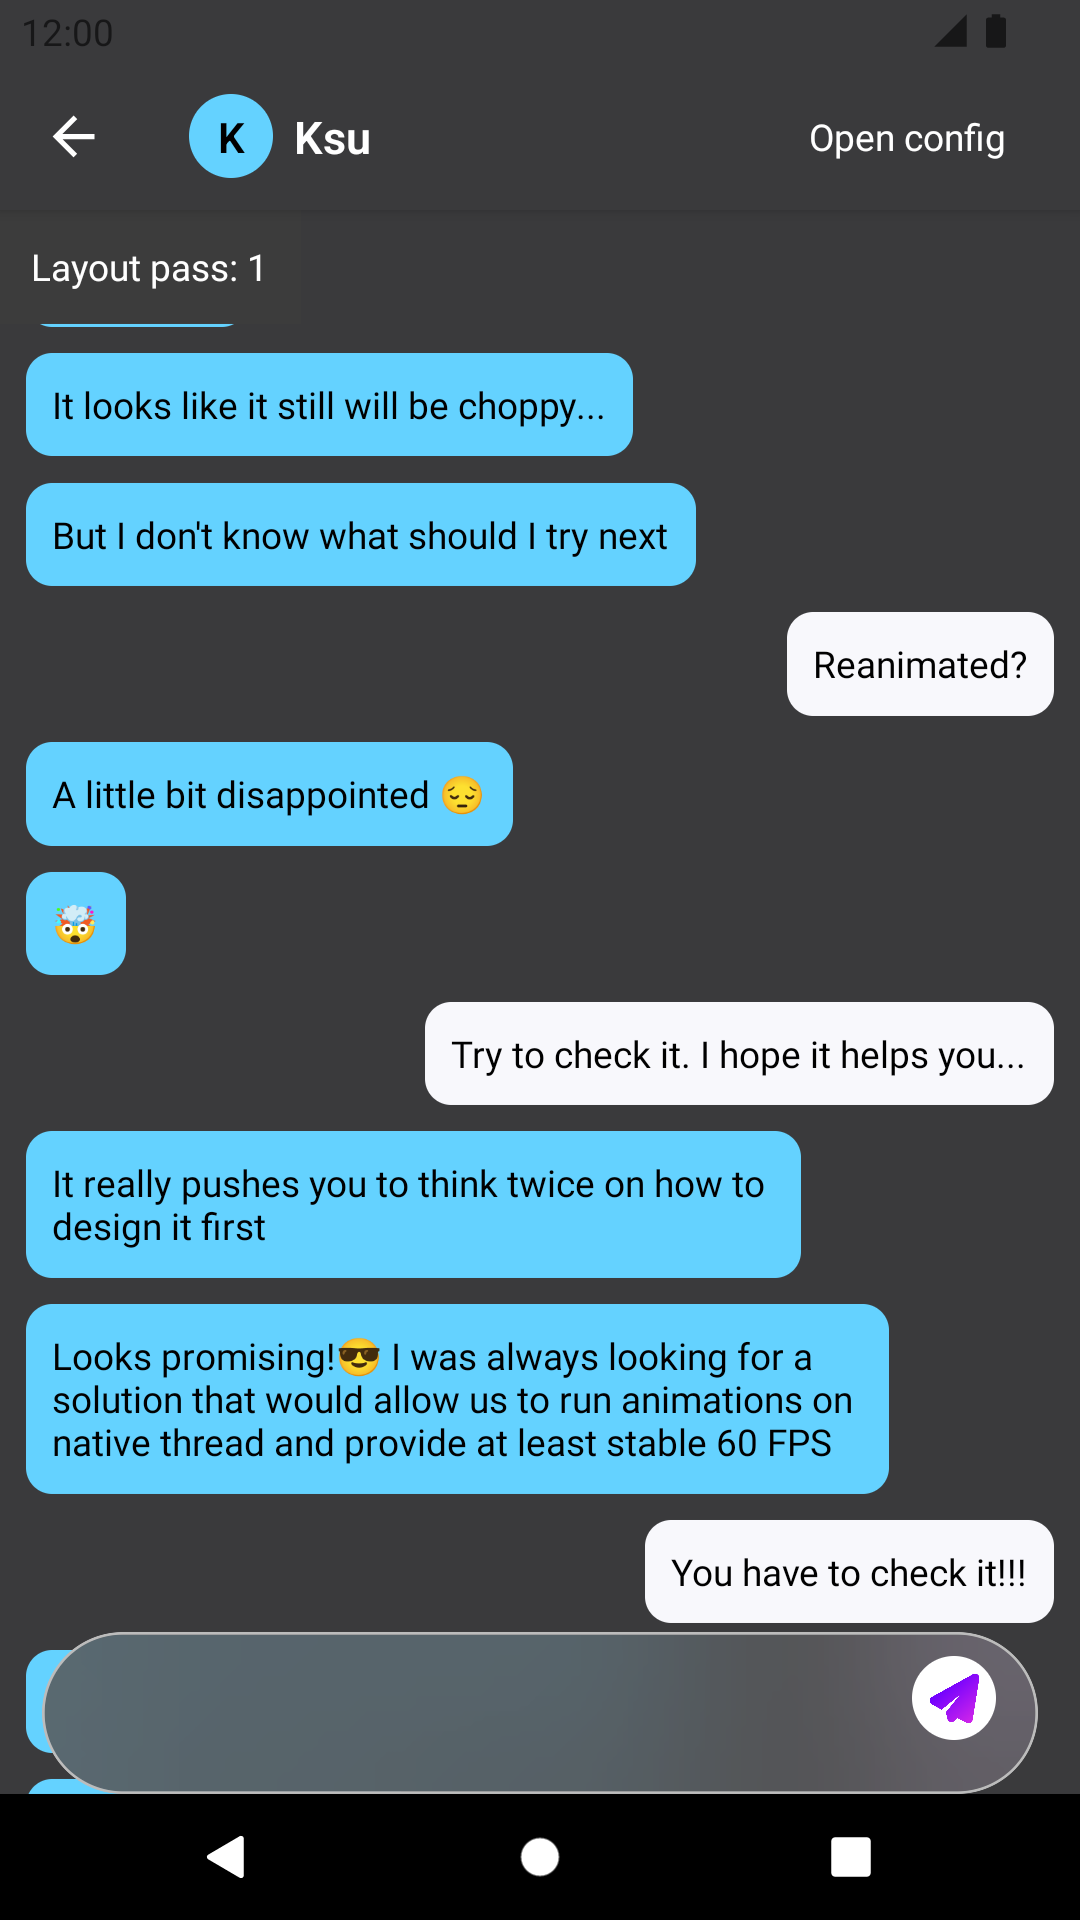 12:00
K Ksu Open config
Layout pass: 1
It looks like it still will be choppy...
But I don't know what should I try next
Reanimated?
A little bit disappointed 😔
🤯
Try to check it. I hope it helps you...
It really pushes you to think twice on how to
design it first
Looks promising!😎 I was always looking for a
solution that would allow us to run animations on
native thread and provide at least stable 60 FPS
You have to check it!!!